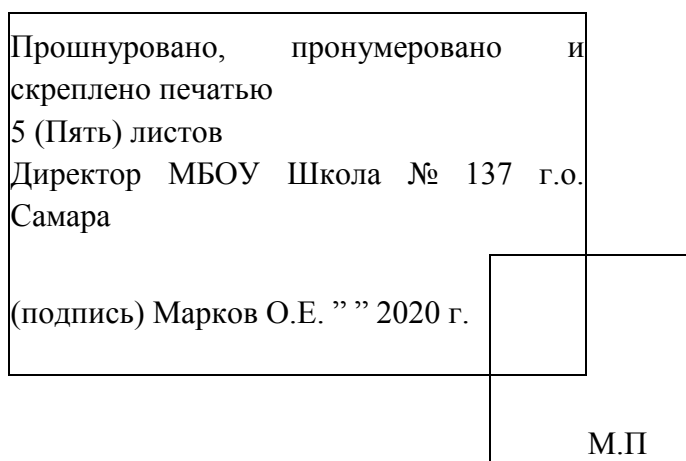 Прошнуровано, пронумеровано и
скреплено печатью
5 (Пять) листов
Директор МБОУ Школа № 137 г.о.
Самара
(подпись) Марков О.Е. ” ” 2020 г.
М.П